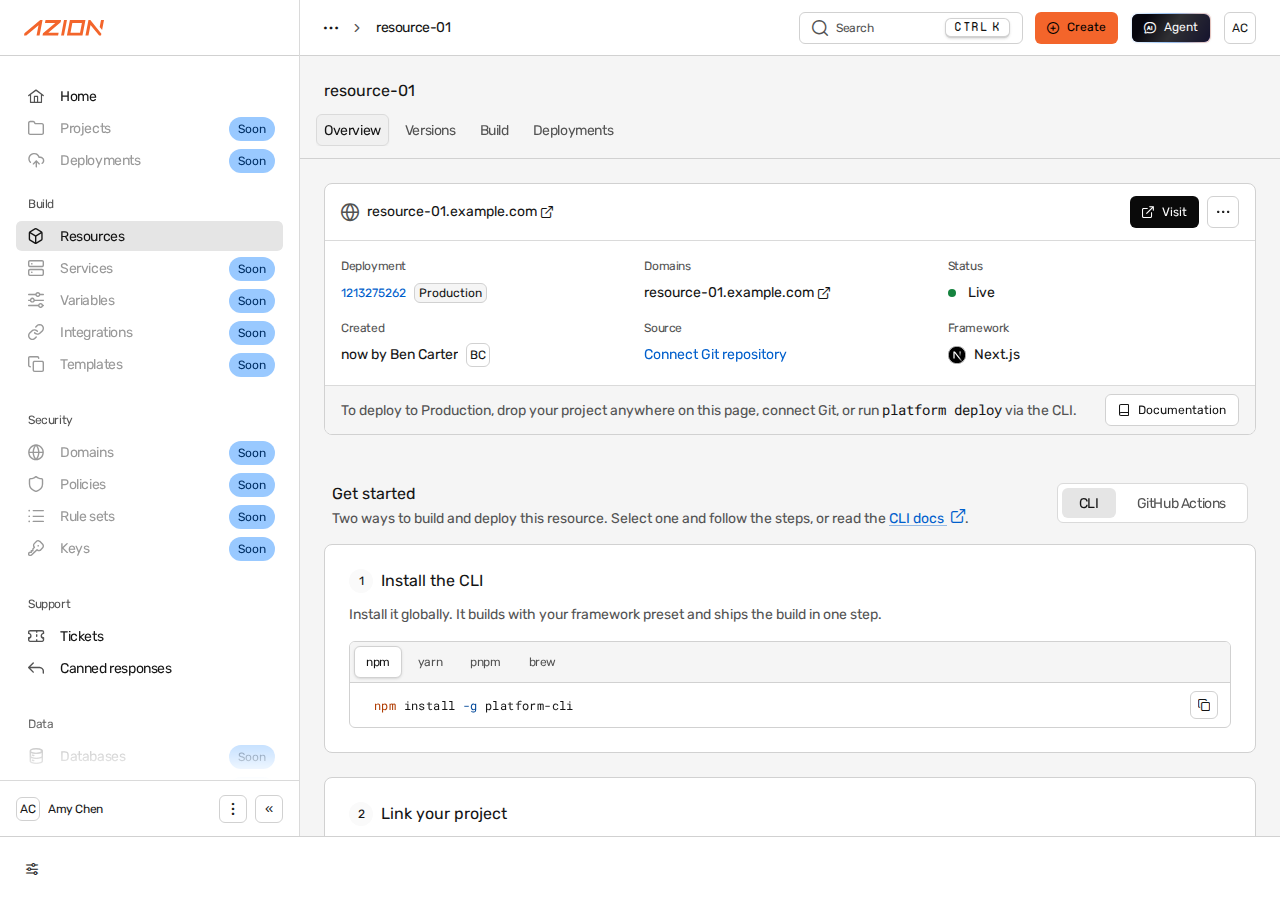 AZION
resource-01
Search
CTRL K
Create
Agent
AC
Home
Projects Soon
Deployments Soon
Build
Resources
Services Soon
Variables Soon
Integrations Soon
Templates Soon
Security
Domains Soon
Policies Soon
Rule sets Soon
Keys Soon
Support
Tickets
Canned responses
Data
Databases Soon
AC Amy Chen
resource-01
Overview Versions Build Deployments
resource-01.example.com
Visit
Deployment Domains Status
1213275262 Production resource-01.example.com Live
Created Source Framework
now by Ben Carter BC Connect Git repository Next.js
To deploy to Production, drop your project anywhere on this page, connect Git, or run platform deploy via the CLI. Documentation
Get started
Two ways to build and deploy this resource. Select one and follow the steps, or read the CLI docs .
CLI GitHub Actions
1 Install the CLI
Install it globally. It builds with your framework preset and ships the build in one step.
npm yarn pnpm brew
npm install -g platform-cli
2 Link your project